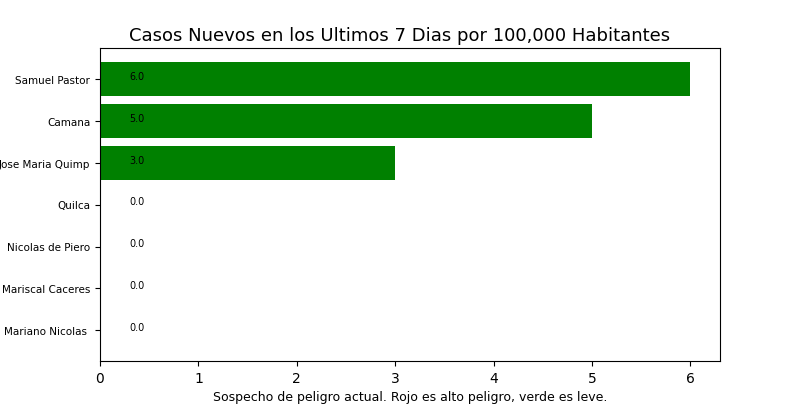 Casos Nuevos en los Ultimos 7 Dias por 100,000 Habitantes
Samuel Pastor 6.0
Camana 5.0
Jose Maria Quimp 3.0
Quilca 0.0
Nicolas de Piero 0.0
Mariscal Caceres 0.0
Mariano Nicolas 0.0
0 1 2 3 4 5 6
Sospecho de peligro actual. Rojo es alto peligro, verde es leve.